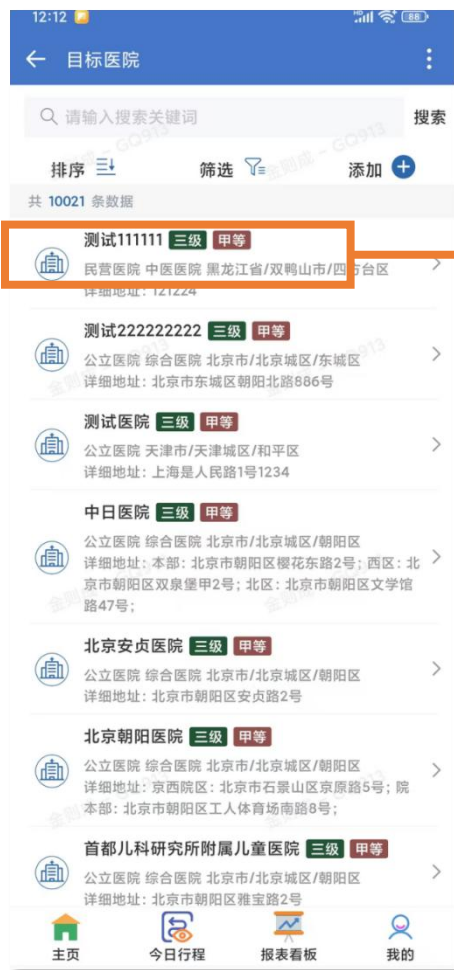 12:12
HD 88
目标医院
请输入搜索关键词
搜索
排序
筛选
添加
共 10021 条数据
测试111111 三级 甲等
民营医院 中医医院 黑龙江省/双鸭山市/四方台区
详细地址: 121224
测试222222222 三级 甲等
公立医院 综合医院 北京市/北京城区/东城区
详细地址: 北京市东城区朝阳北路886号
测试医院 三级 甲等
公立医院 天津市/天津城区/和平区
详细地址: 上海是人民路1号1234
中日医院 三级 甲等
公立医院 综合医院 北京市/北京城区/朝阳区
详细地址: 本部: 北京市朝阳区樱花东路2号; 西区: 北
京市朝阳区双泉堡甲2号; 北区: 北京市朝阳区文学馆
路47号;
北京安贞医院 三级 甲等
公立医院 综合医院 北京市/北京城区/朝阳区
详细地址: 北京市朝阳区安贞路2号
北京朝阳医院 三级 甲等
公立医院 综合医院 北京市/北京城区/朝阳区
详细地址: 京西院区: 北京市石景山区京原路5号; 院
本部: 北京市朝阳区工人体育场南路8号;
首都儿科研究所附属儿童医院 三级 甲等
公立医院 综合医院 北京市/北京城区/朝阳区
详细地址: 北京市朝阳区雅宝路2号
主页
今日行程
报表看板
我的